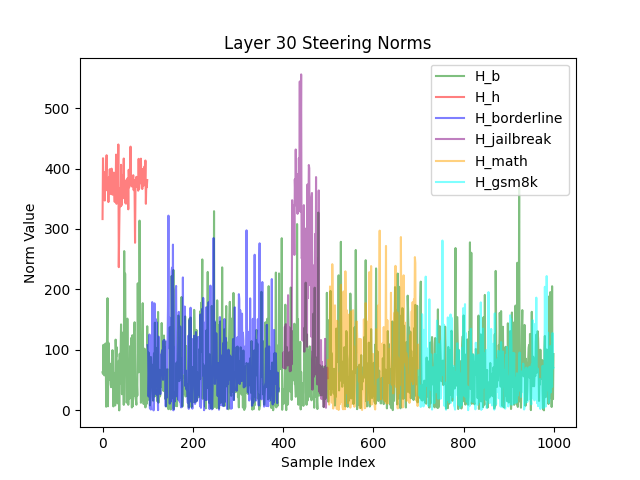 Layer 30 Steering Norms
Norm Value
500
400
300
200
100
0
H_b
H_h
H_borderline
H_jailbreak
H_math
H_gsm8k
0 200 400 600 800 1000
Sample Index